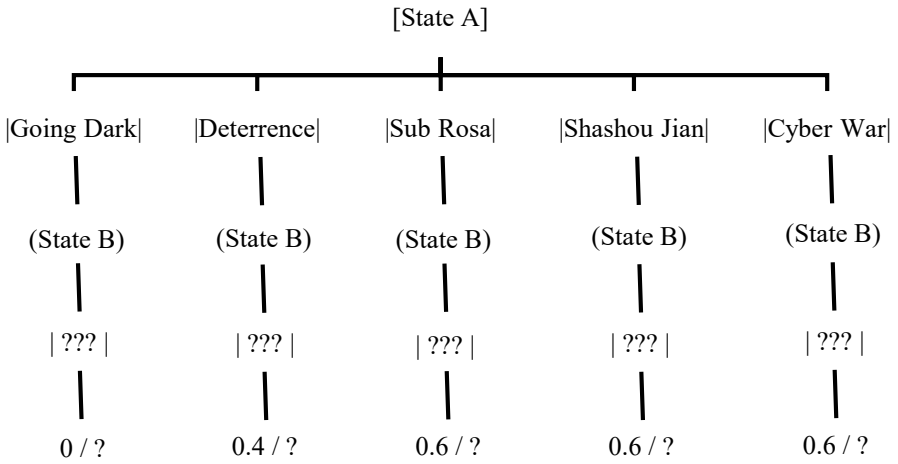 [State A]
|Going Dark| |Deterrence| |Sub Rosa| |Shashou Jian| |Cyber War|
(State B) (State B) (State B) (State B) (State B)
| ??? | | ??? | | ??? | | ??? | | ??? |
0 / ? 0.4 / ? 0.6 / ? 0.6 / ? 0.6 / ?